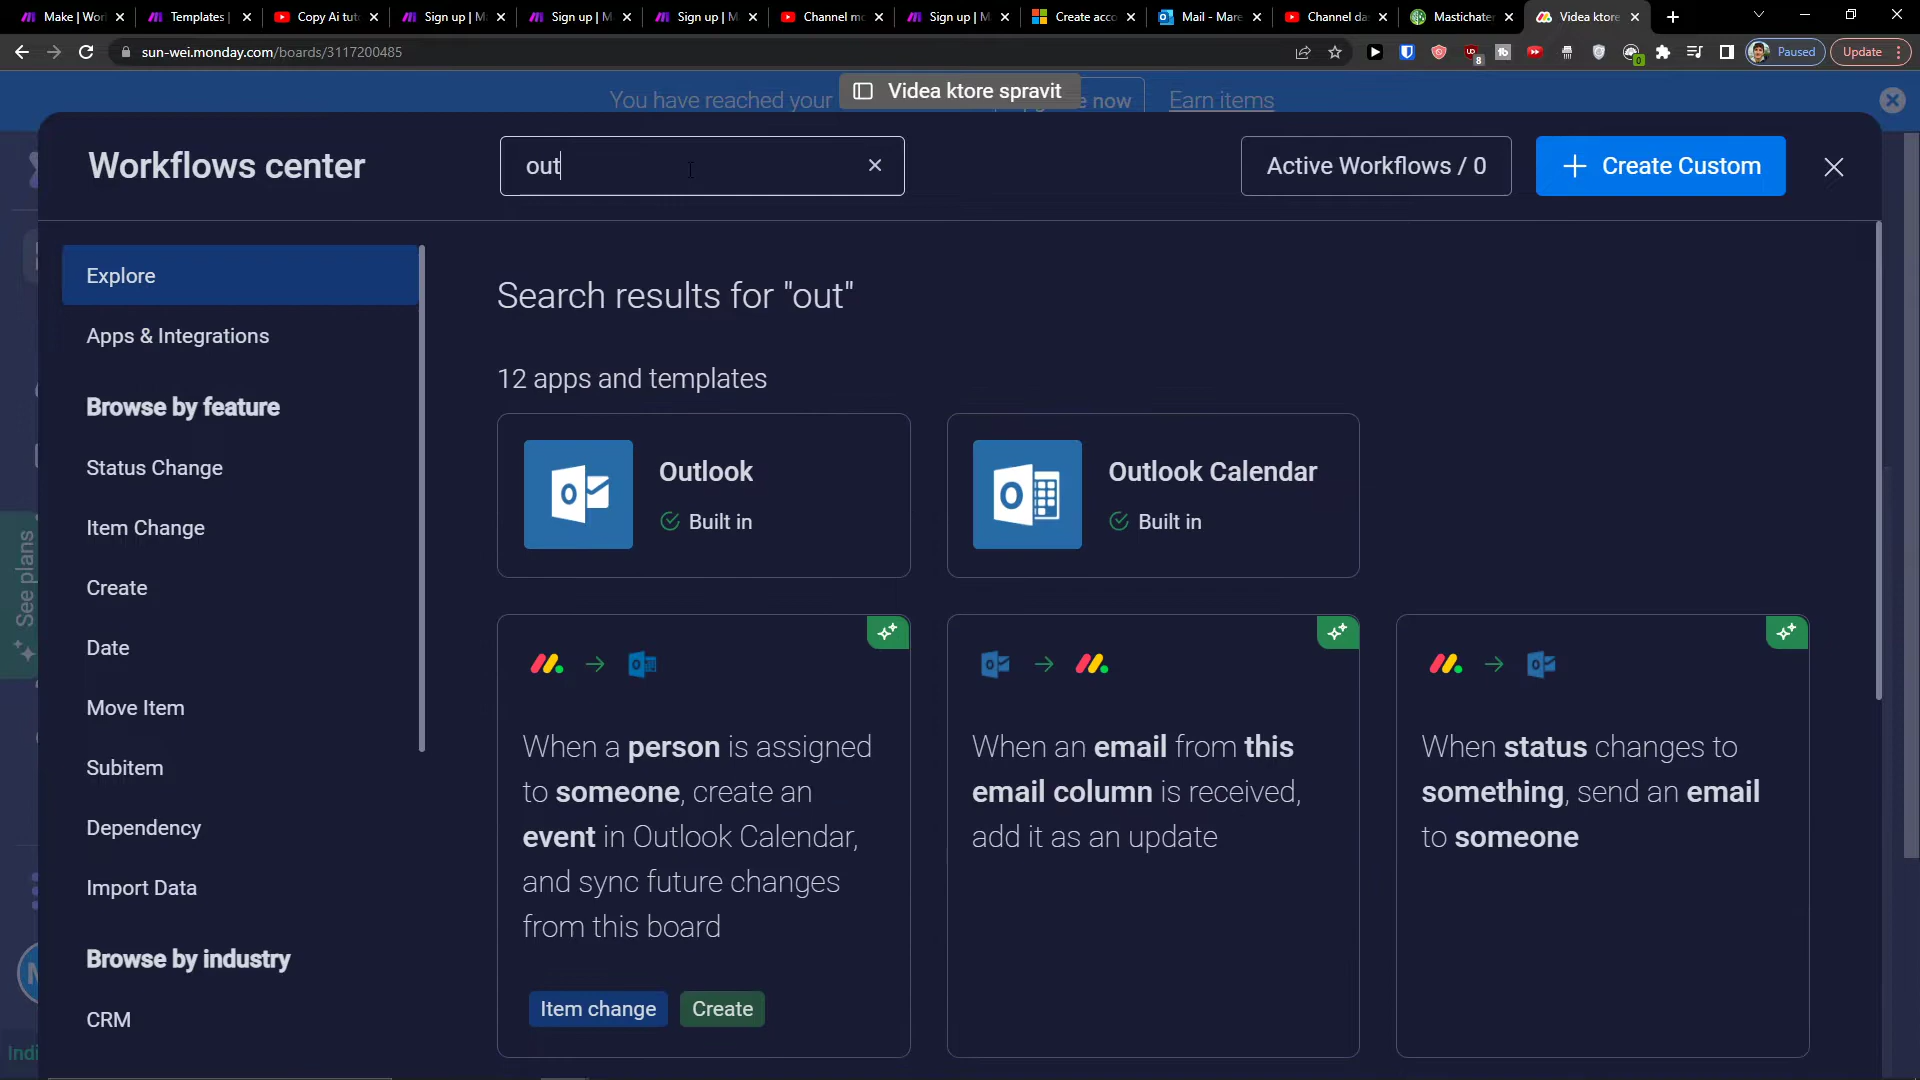 Make | Wor
Templates |
Copy Ai tut
Sign up | M
Sign up | M
Sign up | M
Channel mo
Sign up | M
Create acco
Mail - Mare
Channel da
Mastichater
Videa ktore
sun-wei.monday.com/boards/3117200485
Paused
Update
You have reached your
Videa ktore spravit
e now
Earn items
Workflows center
out
Active Workflows / 0
Create Custom
Explore
Apps & Integrations
Browse by feature
Status Change
Item Change
Create
Date
Move Item
Subitem
Dependency
Import Data
Browse by industry
CRM
See plans
Indi
Search results for "out"
12 apps and templates
Outlook
Built in
Outlook Calendar
Built in
When a person is assigned
to someone, create an
event in Outlook Calendar,
and sync future changes
from this board
Item change
Create
When an email from this
email column is received,
add it as an update
When status changes to
something, send an email
to someone